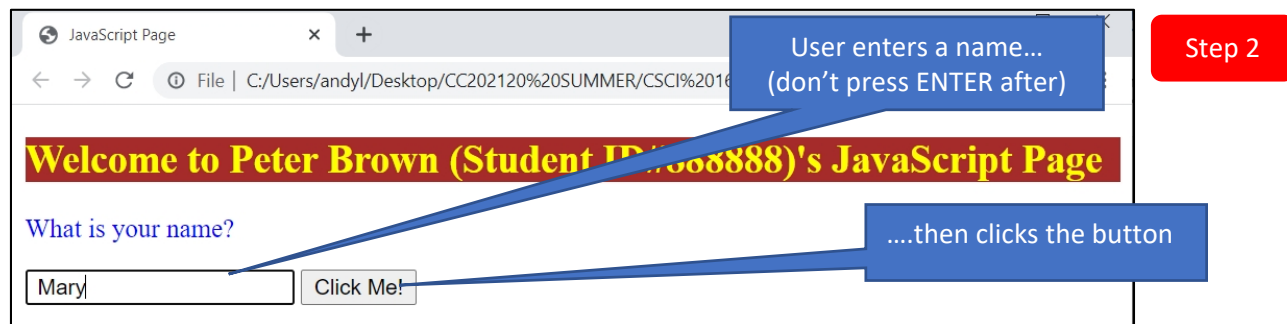 JavaScript Page
User enters a name…
(don't press ENTER after)
Step 2
File | C:/Users/andyl/Desktop/CC202120%20SUMMER/CSCI%2016
Welcome to Peter Brown (Student ID#888888)'s JavaScript Page
What is your name?
….then clicks the button
Mary
Click Me!